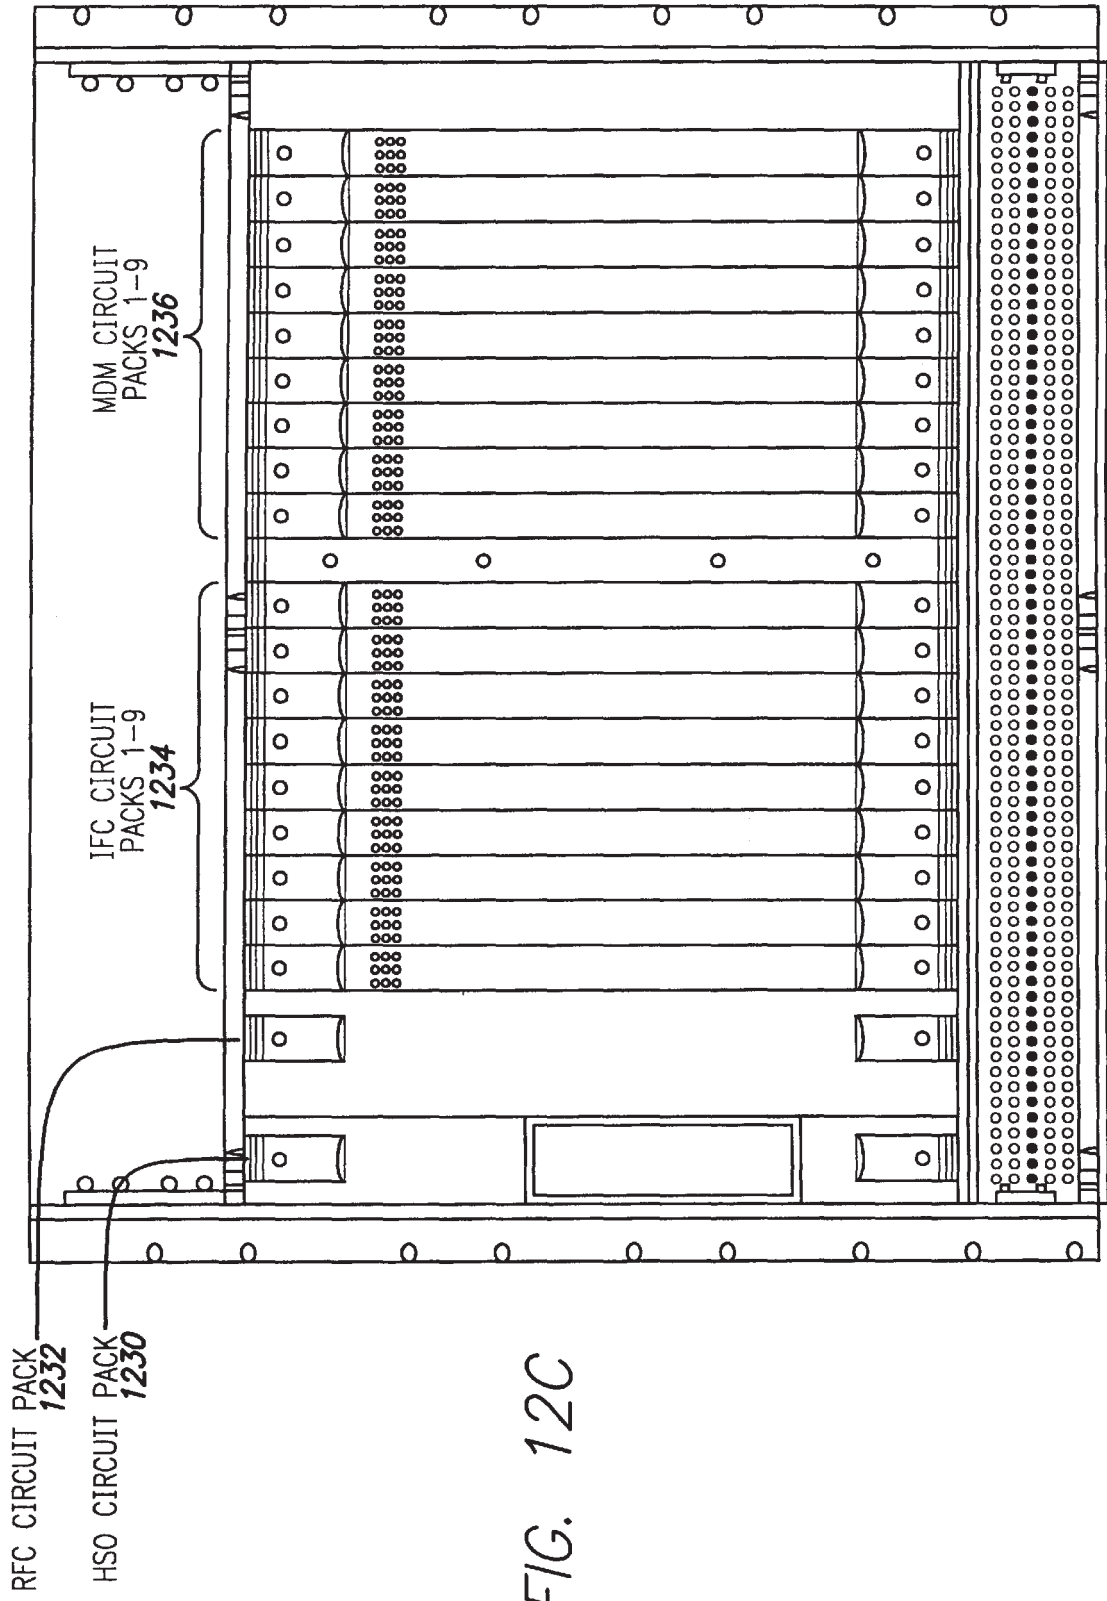 RFC CIRCUIT PACK
1232
HSO CIRCUIT PACK
1230
IFC CIRCUIT
PACKS 1-9
1234
MDM CIRCUIT
PACKS 1-9
1236
FIG. 12C